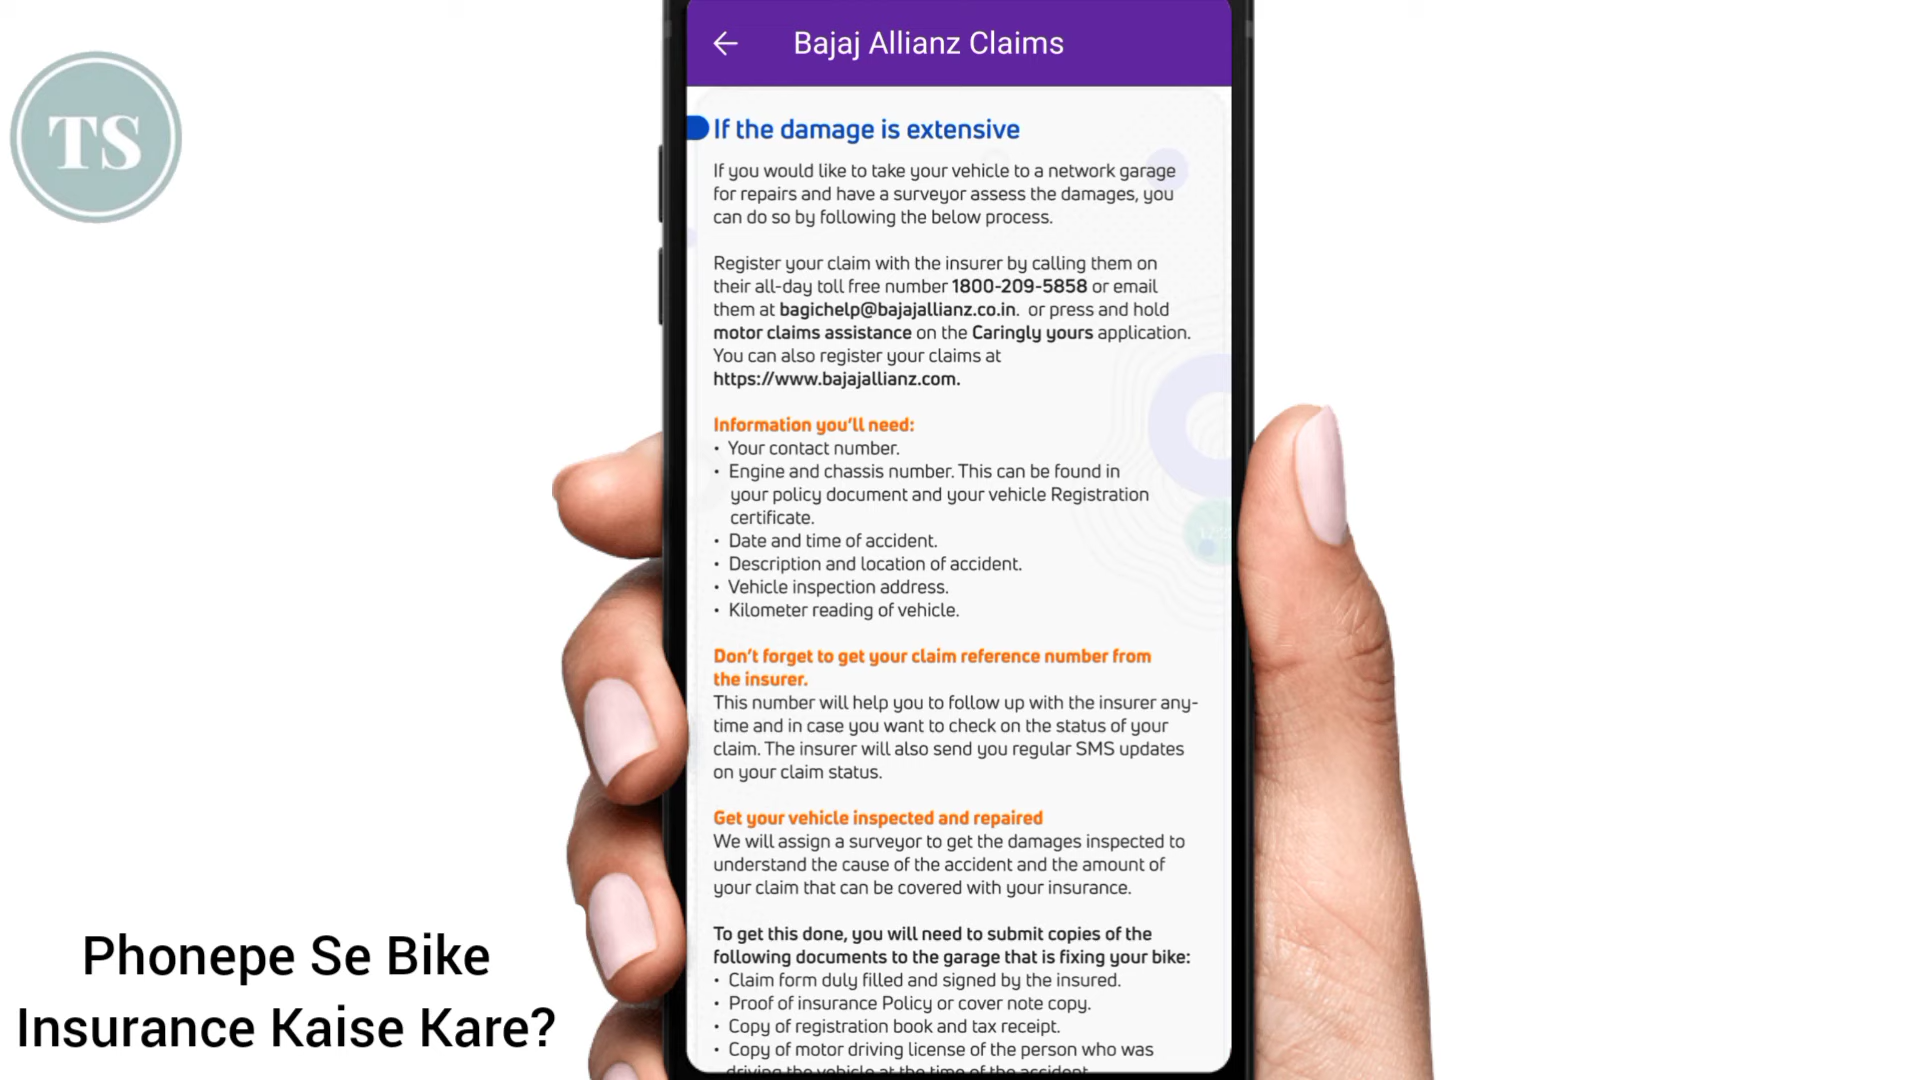 TS
Bajaj Allianz Claims
If the damage is extensive
If you would like to take your vehicle to a network garage
for repairs and have a surveyor assess the damages, you
can do so by following the below process.
Register your claim with the insurer by calling them on
their all-day toll free number 1800-209-5858 or email
them at bagichelp@bajajallianz.co.in. or press and hold
motor claims assistance on the Caringly yours application.
You can also register your claims at
https://www.bajajallianz.com.
Information you'll need:
• Your contact number.
• Engine and chassis number. This can be found in
your policy document and your vehicle Registration
certificate.
• Date and time of accident.
• Description and location of accident.
• Vehicle inspection address.
• Kilometer reading of vehicle.
Don't forget to get your claim reference number from
the insurer.
This number will help you to follow up with the insurer any-
time and in case you want to check on the status of your
claim. The insurer will also send you regular SMS updates
on your claim status.
Get your vehicle inspected and repaired
We will assign a surveyor to get the damages inspected to
understand the cause of the accident and the amount of
your claim that can be covered with your insurance.
To get this done, you will need to submit copies of the
following documents to the garage that is fixing your bike:
• Claim form duly filled and signed by the insured.
• Proof of insurance Policy or cover note copy.
• Copy of registration book and tax receipt.
• Copy of motor driving license of the person who was
driving the vehicle at the time of the accident.
Phonepe Se Bike
Insurance Kaise Kare?